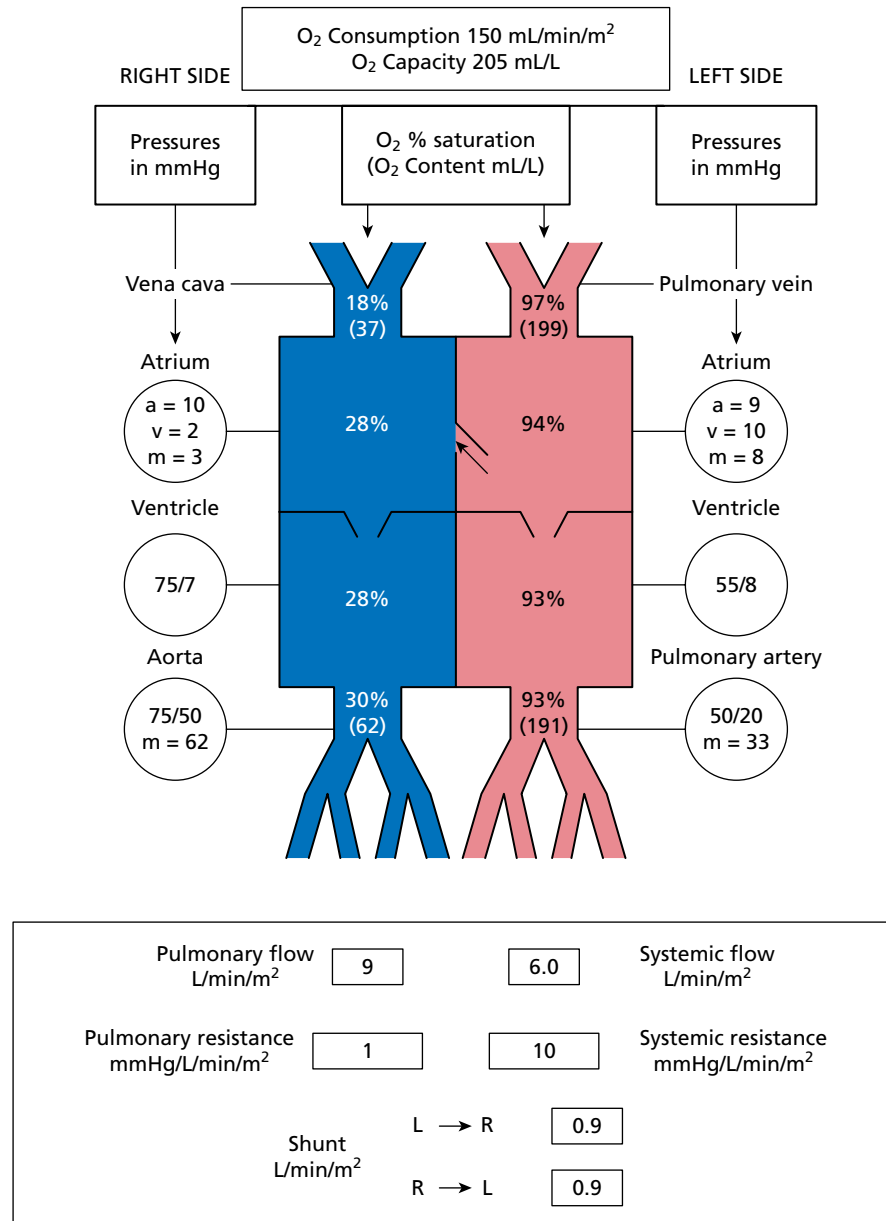 O₂ Consumption 150 mL/min/m²
O₂ Capacity 205 mL/L
RIGHT SIDE
LEFT SIDE
Pressures
in mmHg
O₂ % saturation
(O₂ Content mL/L)
Pressures
in mmHg
Vena cava
18%
(37)
97%
(199)
Pulmonary vein
Atrium
a = 10
v = 2
m = 3
28%
94%
Atrium
a = 9
v = 10
m = 8
Ventricle
75/7
28%
93%
Ventricle
55/8
Aorta
75/50
m = 62
30%
(62)
93%
(191)
Pulmonary artery
50/20
m = 33
Pulmonary flow
L/min/m²
9
6.0
Systemic flow
L/min/m²
Pulmonary resistance
mmHg/L/min/m²
1
10
Systemic resistance
mmHg/L/min/m²
Shunt
L/min/m²
L → R
0.9
R → L
0.9